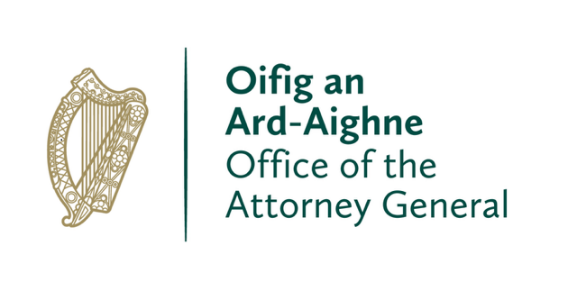 Oifig an
Ard-Aighne
Office of the
Attorney General